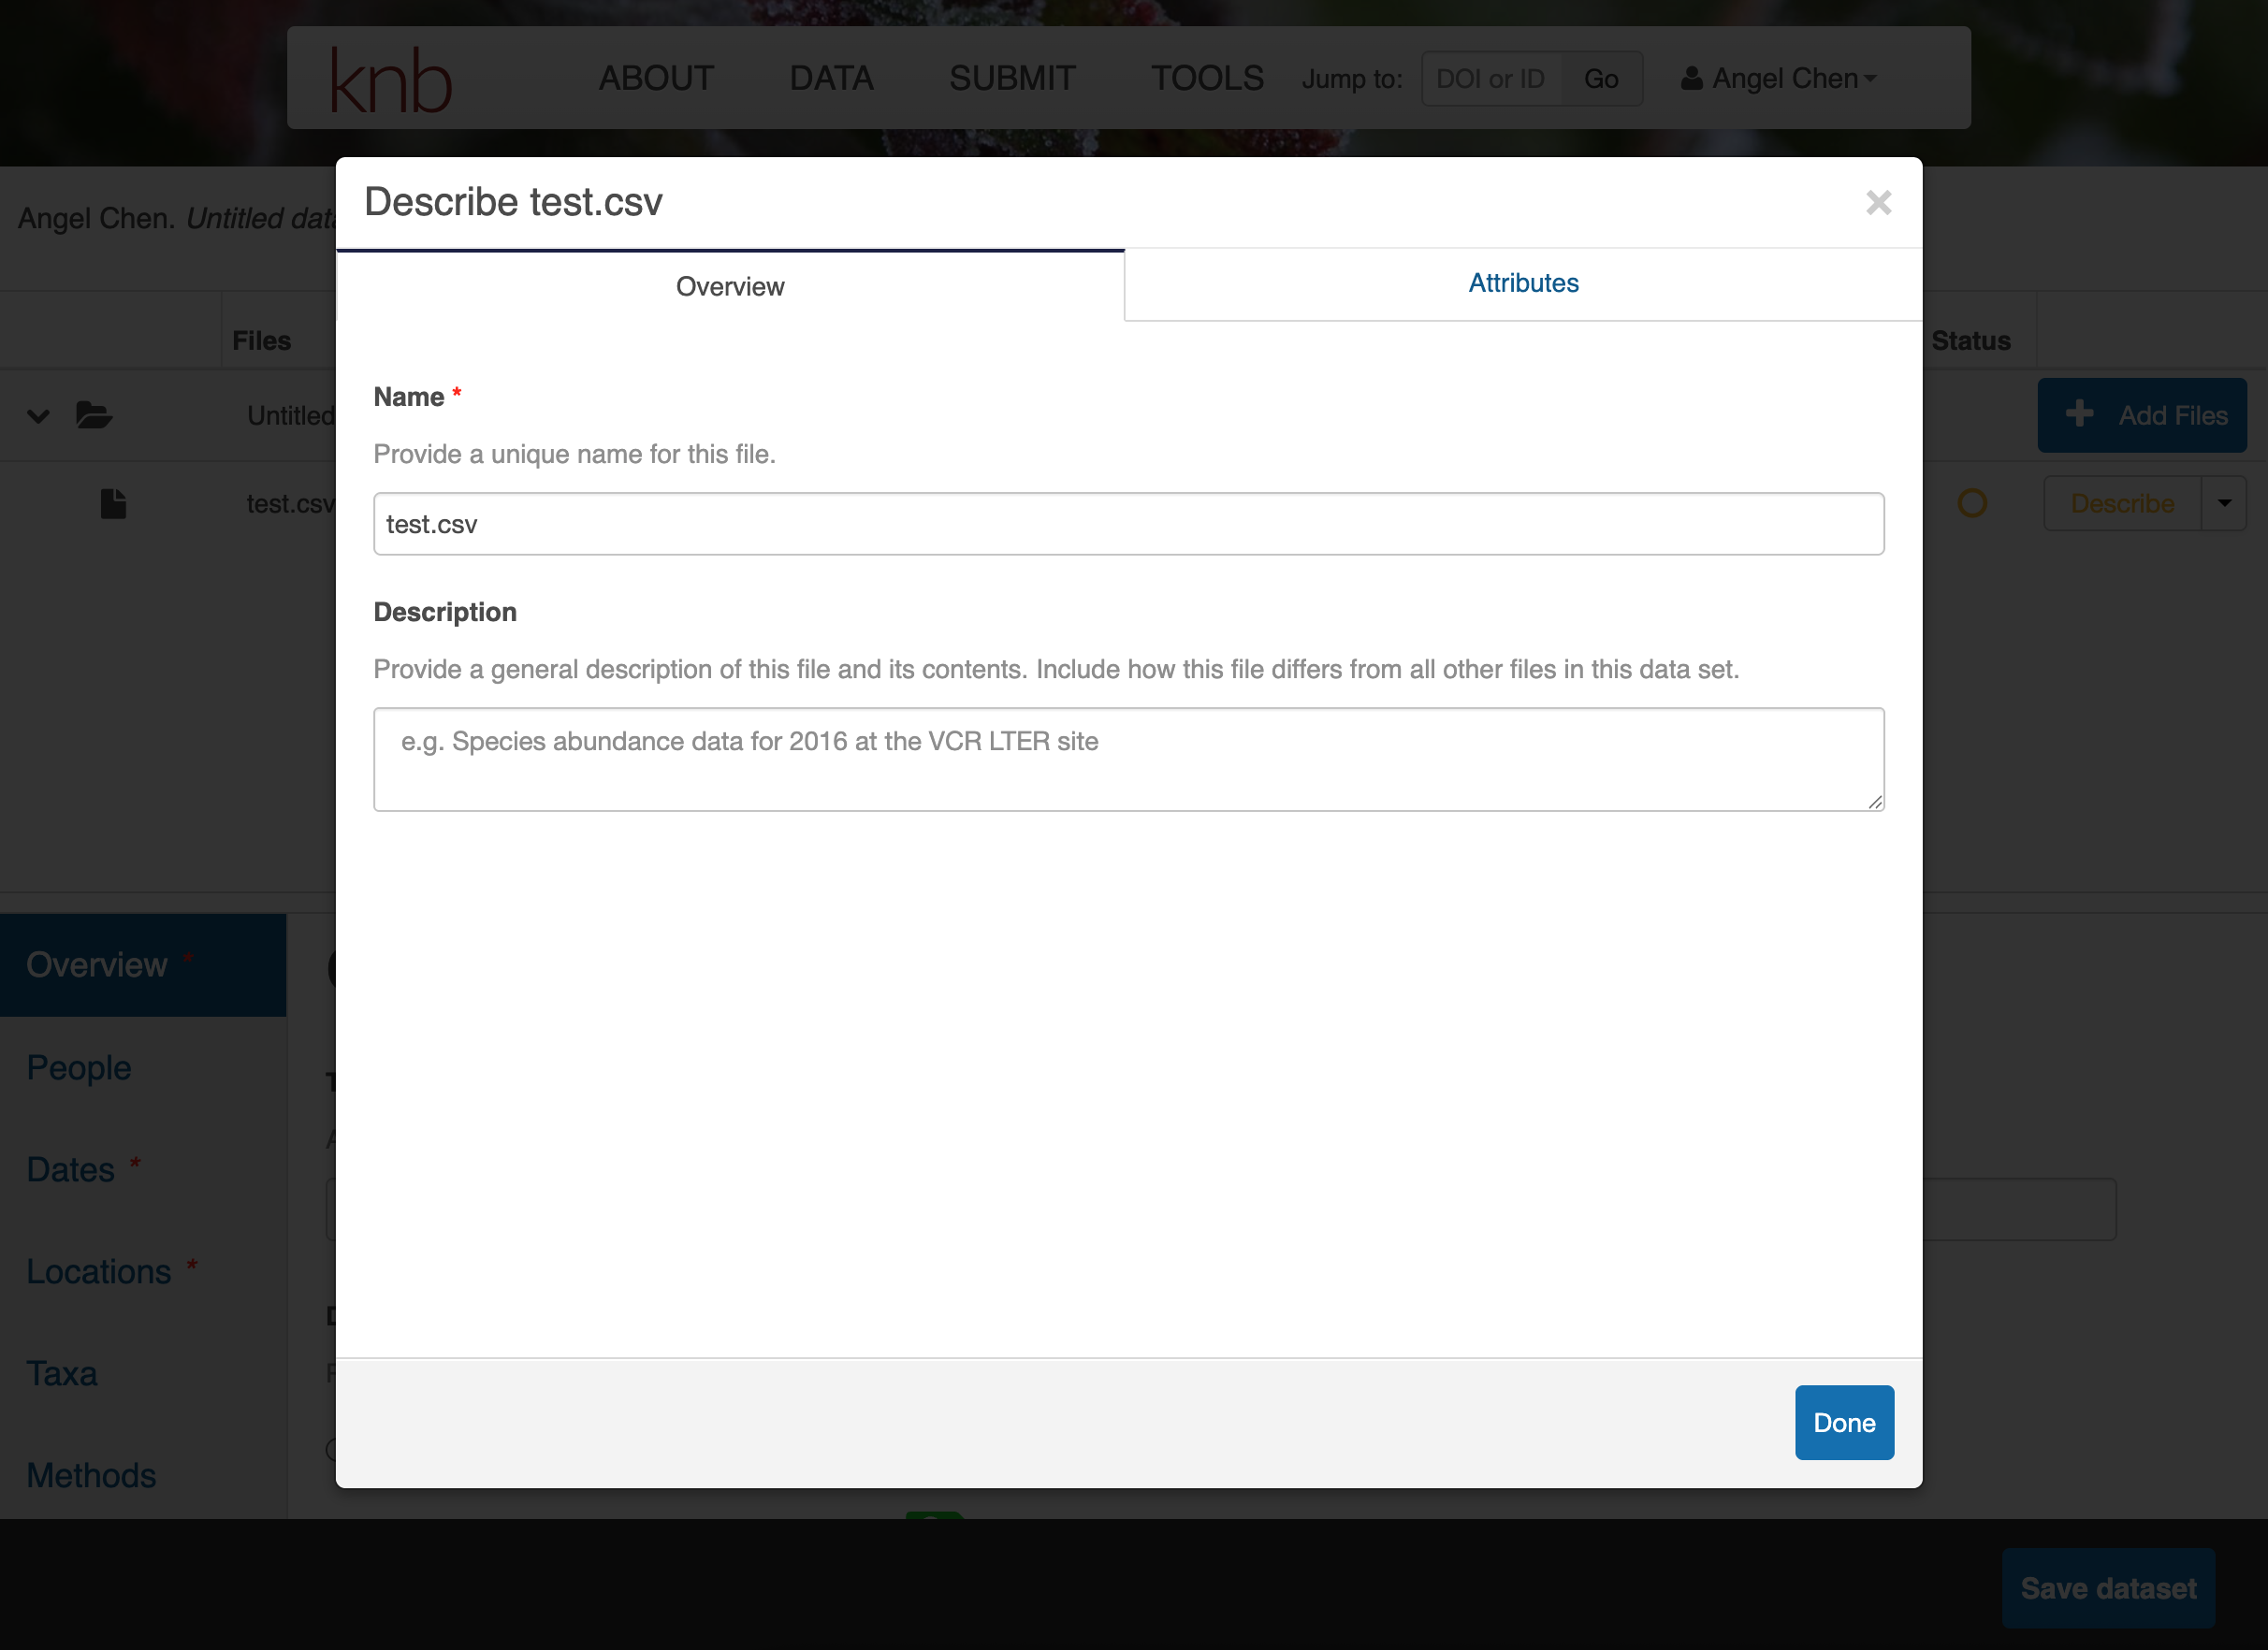 knb
ABOUT DATA SUBMIT TOOLS Jump to: DOI or ID Go Angel Chen
Angel Chen. Untitled data
Describe test.csv ×
Overview Attributes
Files Status
Untitled Add Files
test.csv Describe
Name *
Provide a unique name for this file.
test.csv
Description
Provide a general description of this file and its contents. Include how this file differs from all other files in this data set.
e.g. Species abundance data for 2016 at the VCR LTER site
Overview *
People
Dates *
Locations *
Taxa
Methods
Done
Save dataset